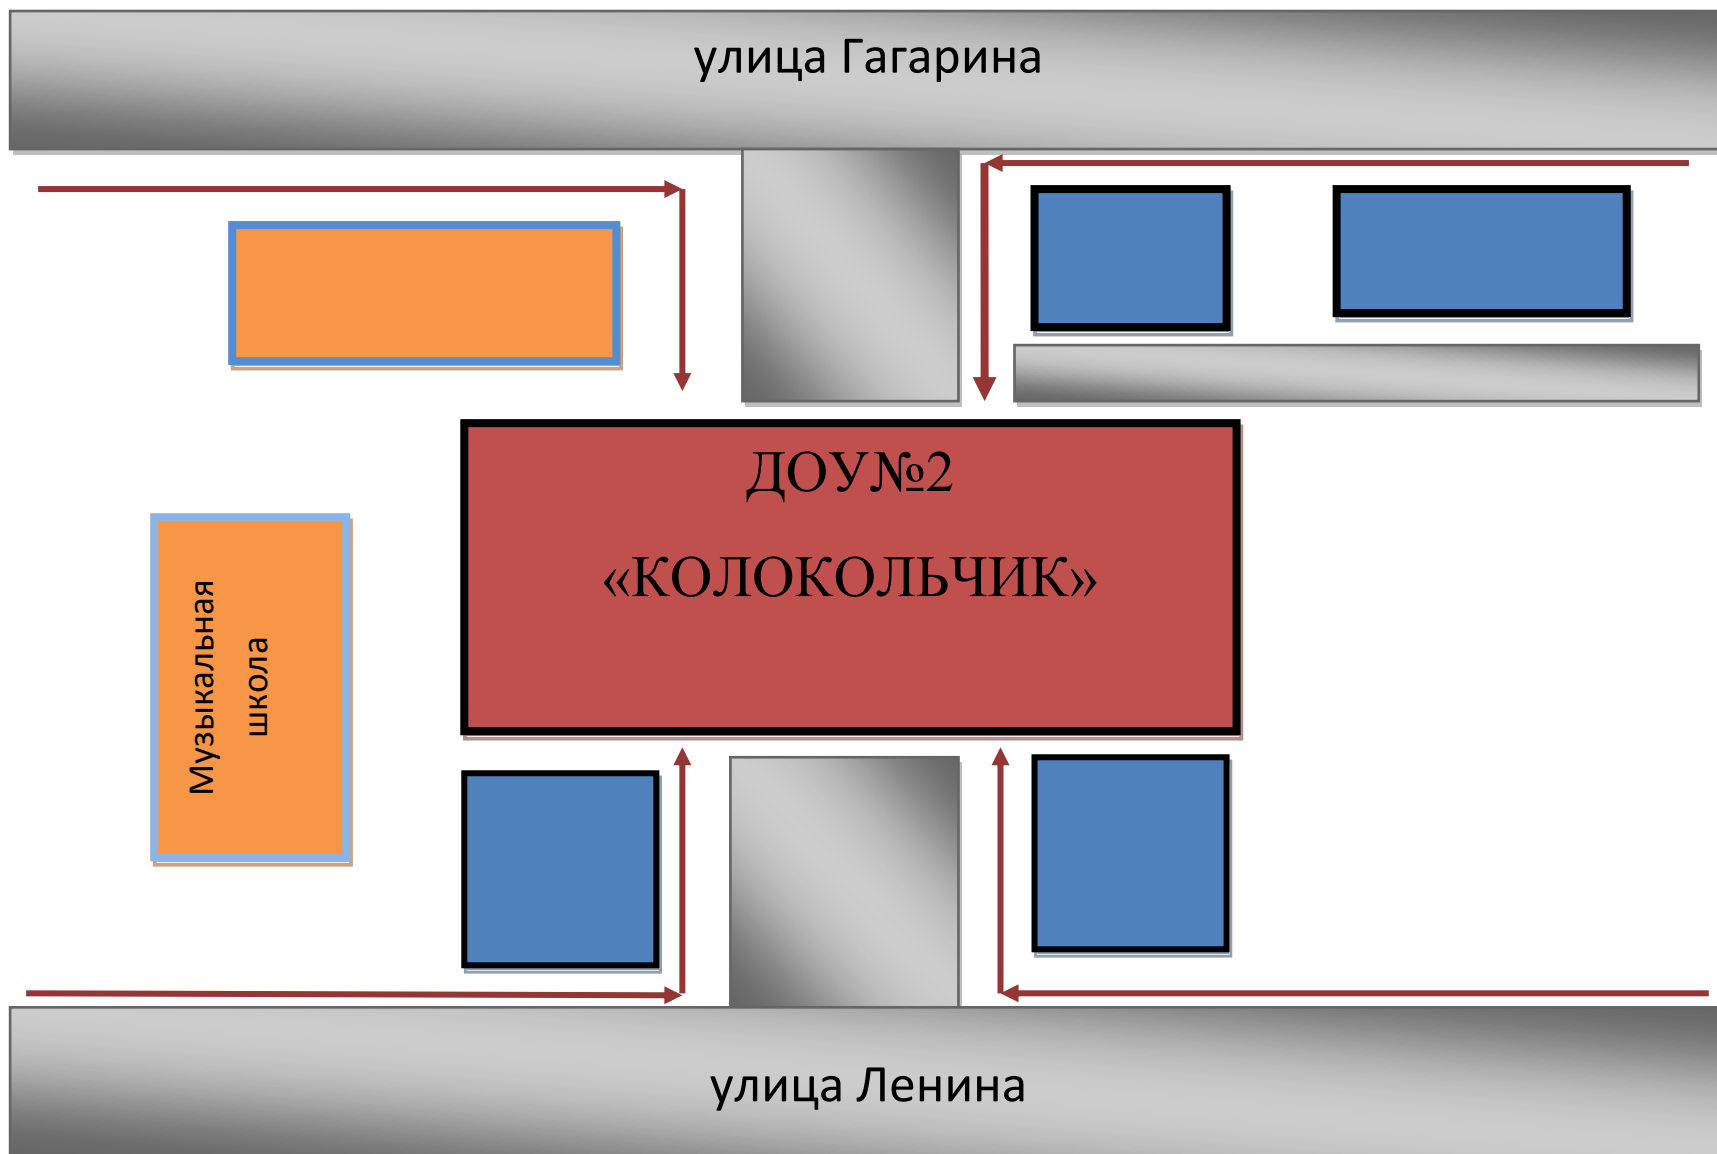 улица Гагарина
ДОУ№2
«КОЛОКОЛЬЧИК»
Музыкальная
школа
улица Ленина